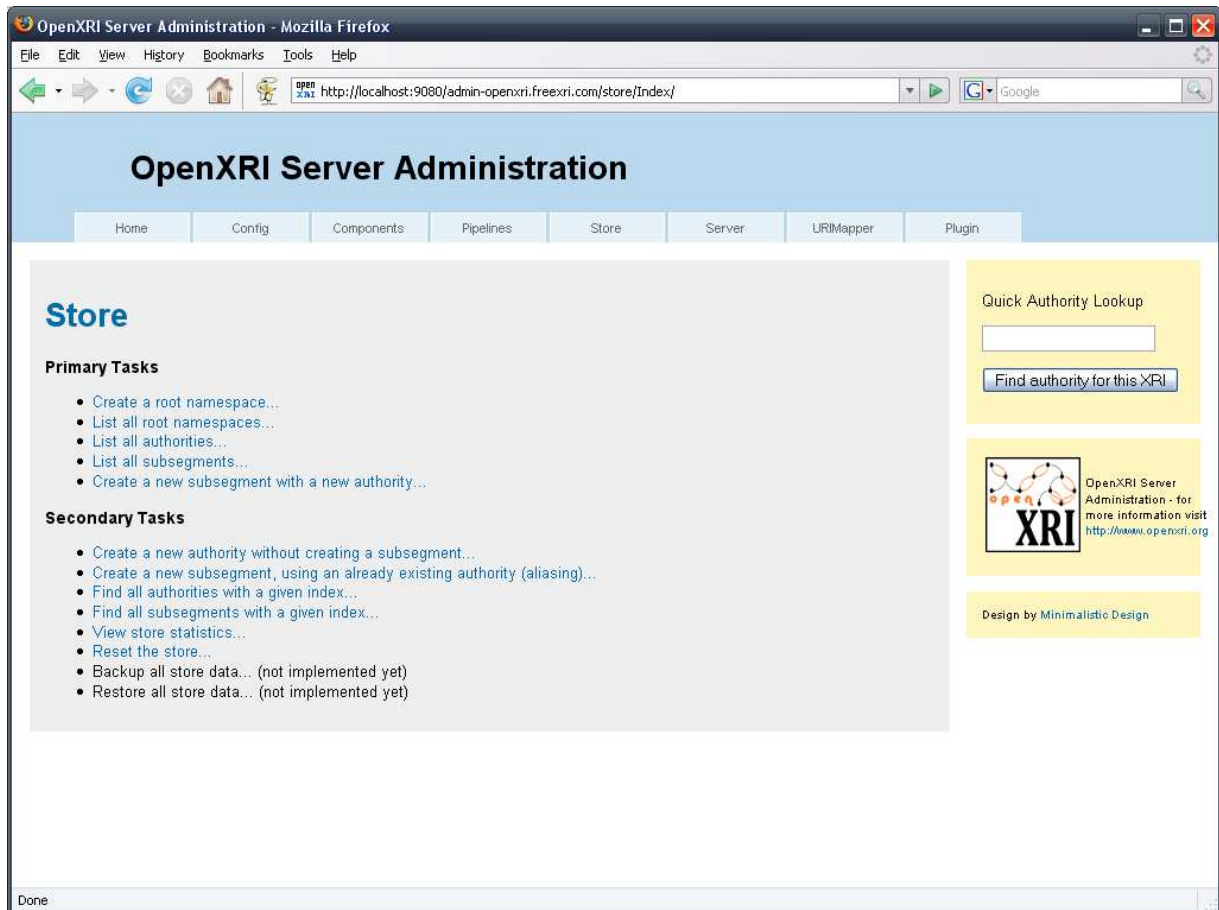 OpenXRI Server Administration - Mozilla Firefox
File Edit View History Bookmarks Tools Help
open XRI http://localhost:9080/admin-openxri.freexri.com/store/Index/
G Google
OpenXRI Server Administration
Home Config Components Pipelines Store Server URIMapper Plugin
Store
Primary Tasks
• Create a root namespace...
• List all root namespaces...
• List all authorities...
• List all subsegments...
• Create a new subsegment with a new authority...
Secondary Tasks
• Create a new authority without creating a subsegment...
• Create a new subsegment, using an already existing authority (aliasing)...
• Find all authorities with a given index...
• Find all subsegments with a given index...
• View store statistics...
• Reset the store...
• Backup all store data... (not implemented yet)
• Restore all store data... (not implemented yet)
Quick Authority Lookup
Find authority for this XRI
open
XRI
OpenXRI Server
Administration - for
more information visit
http://www.openxri.org
Design by Minimalistic Design
Done